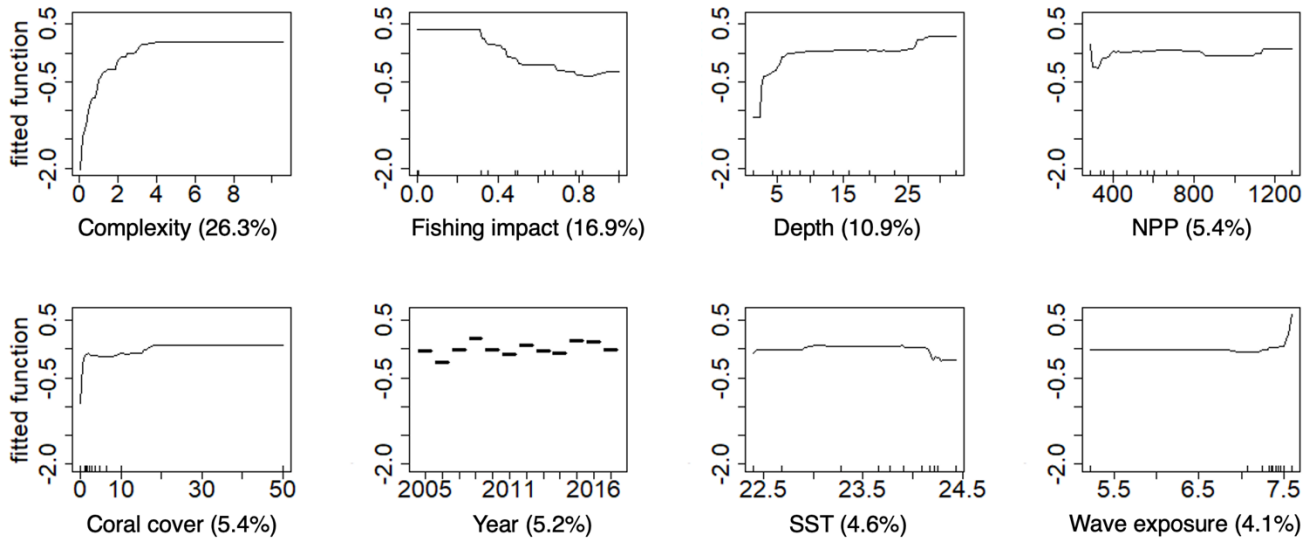 fitted function
0.5
-0.5
-2.0
0 2 4 6 8
Complexity (26.3%)
0.5
-0.5
-2.0
0.0 0.4 0.8
Fishing impact (16.9%)
0.5
-0.5
-2.0
5 15 25
Depth (10.9%)
0.5
-0.5
-2.0
400 800 1200
NPP (5.4%)
fitted function
0.5
-0.5
-2.0
0 10 30 50
Coral cover (5.4%)
0.5
-0.5
-2.0
2005 2011 2016
Year (5.2%)
0.5
-0.5
-2.0
22.5 23.5 24.5
SST (4.6%)
0.5
-0.5
-2.0
5.5 6.5 7.5
Wave exposure (4.1%)